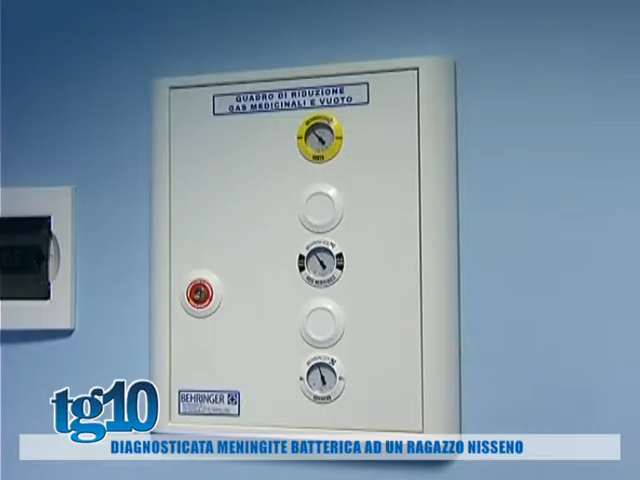 QUADRO DI RIDUZIONE
GAS MEDICINALI E VUOTO
BEHRINGER
tg10
DIAGNOSTICATA MENINGITE BATTERICA AD UN RAGAZZO NISSENO